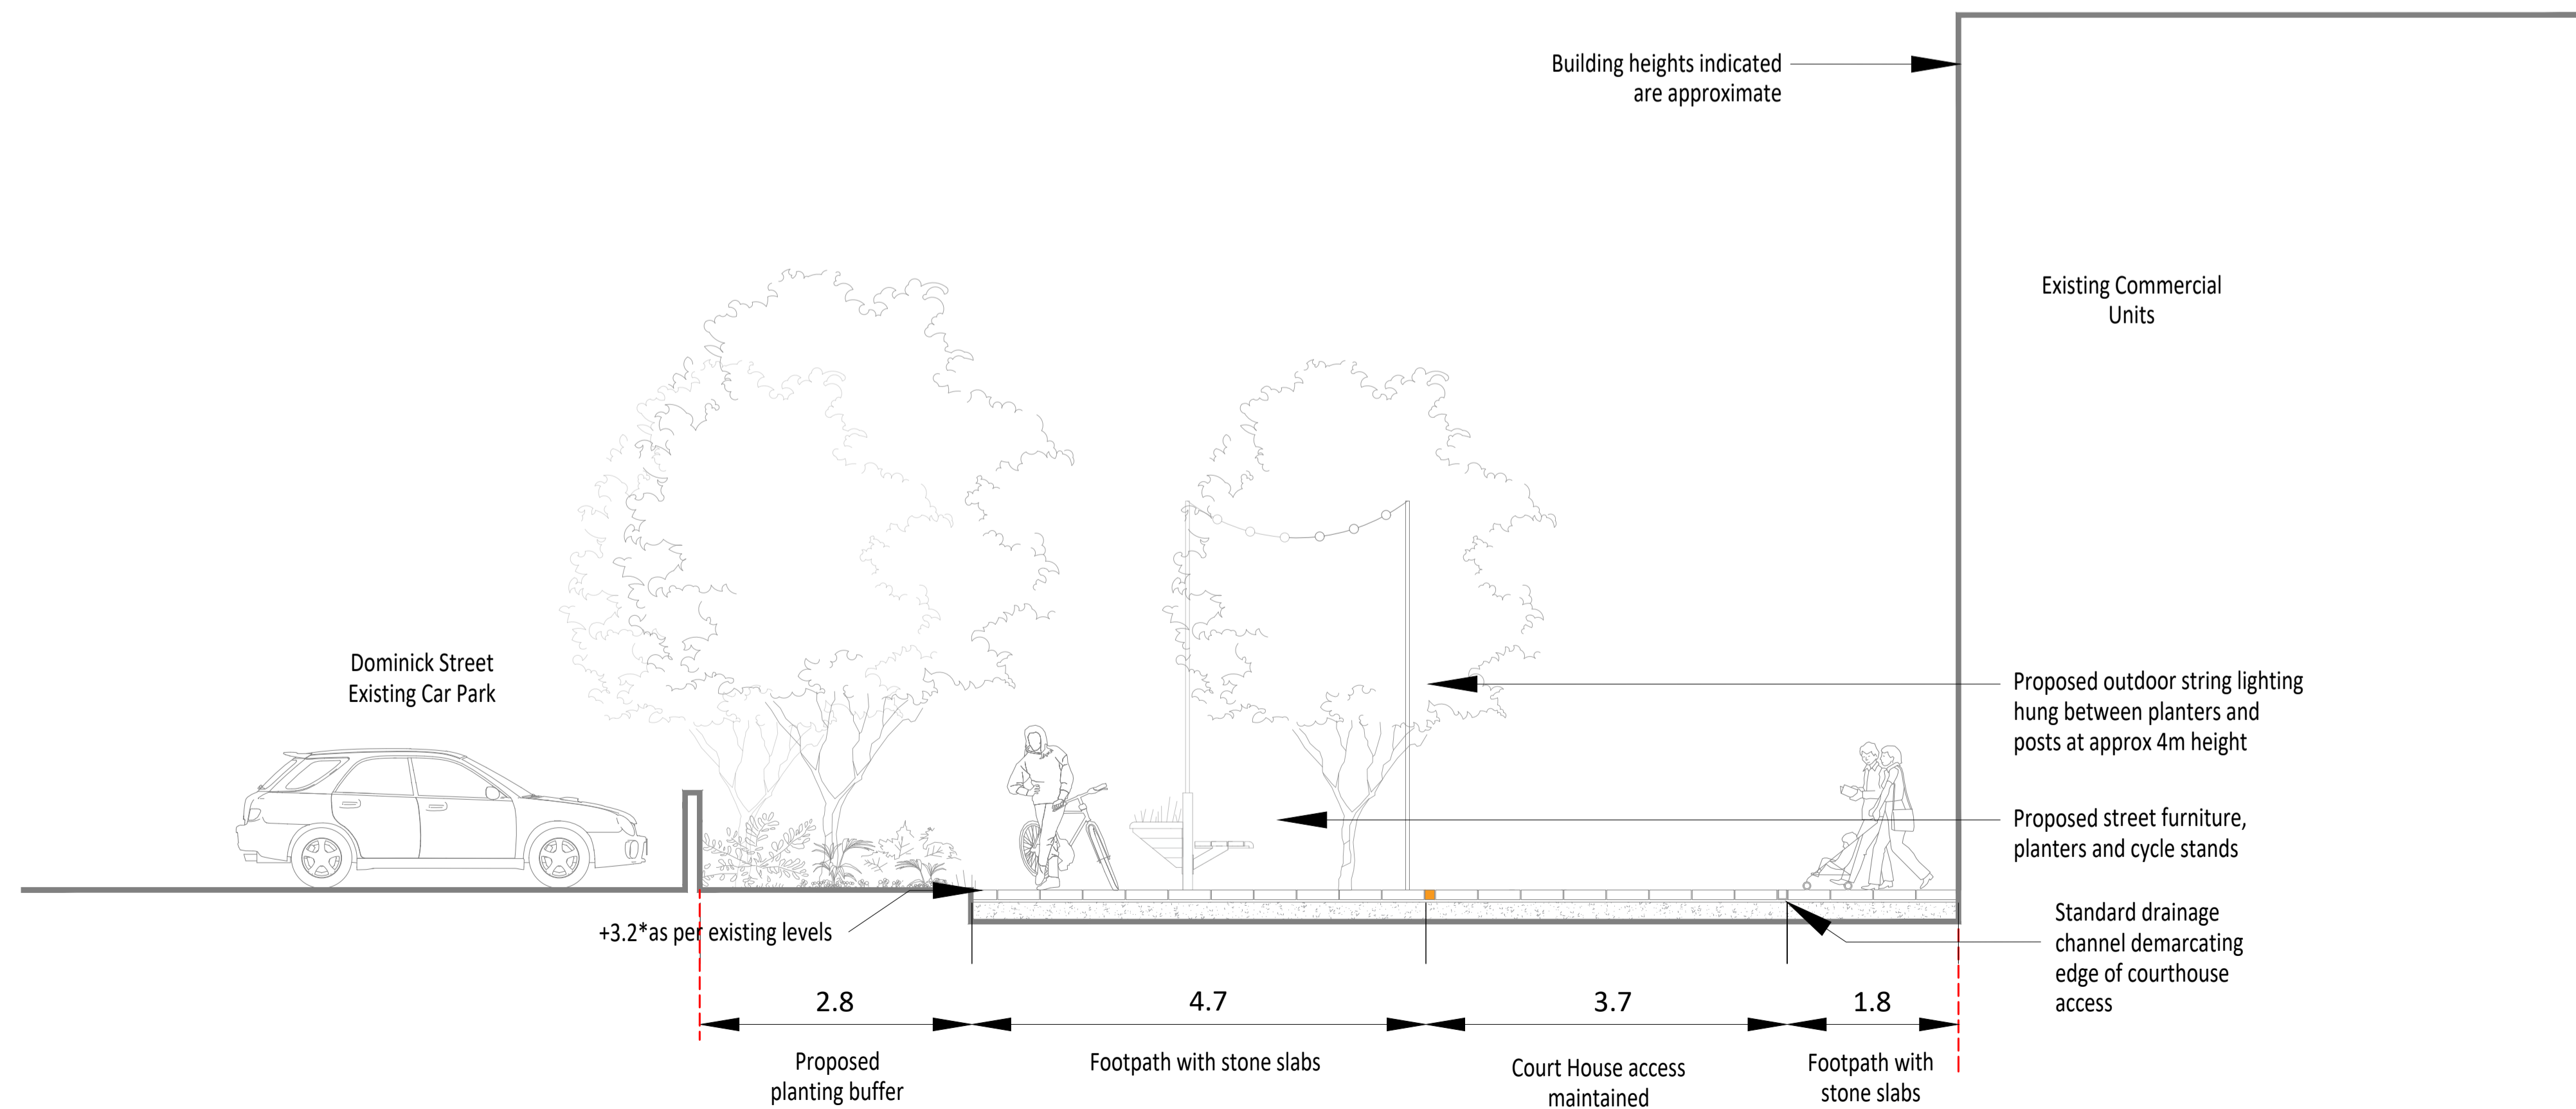 Building heights indicated
are approximate
Existing Commercial
Units
Dominick Street
Existing Car Park
Proposed outdoor string lighting
hung between planters and
posts at approx 4m height
Proposed street furniture,
planters and cycle stands
Standard drainage
channel demarcating
edge of courthouse
access
+3.2*as per existing levels
2.8
4.7
3.7
1.8
Proposed
planting buffer
Footpath with stone slabs
Court House access
maintained
Footpath with
stone slabs